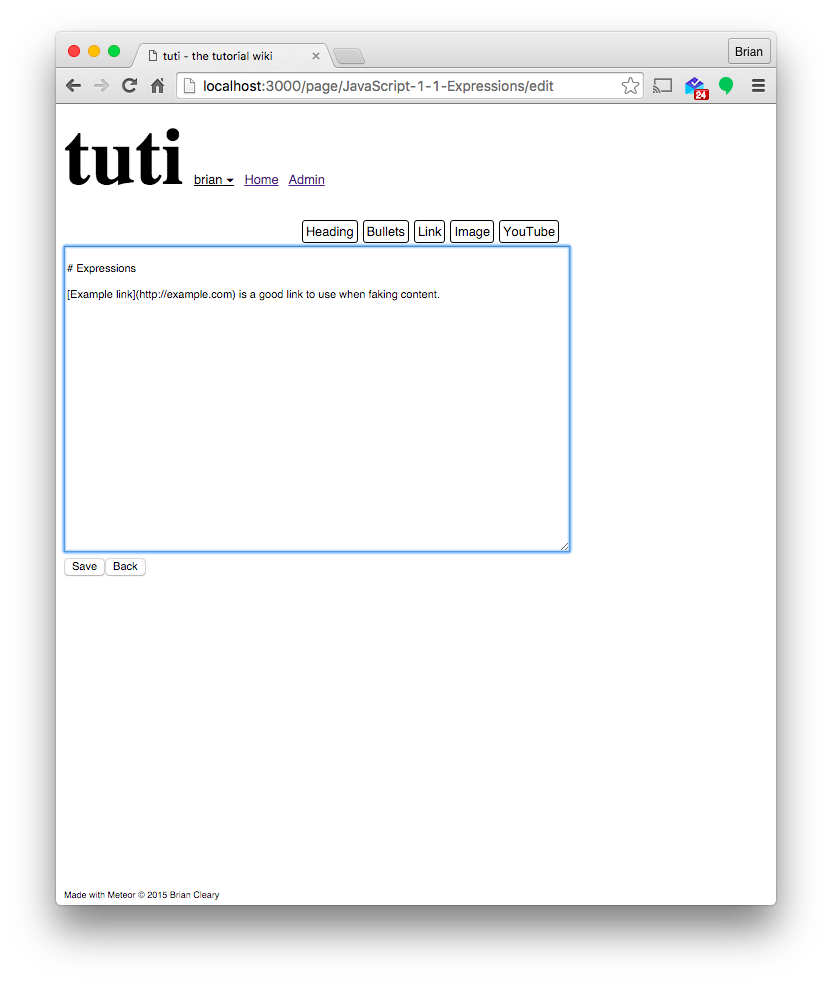 tuti - the tutorial wiki
Brian
localhost:3000/page/JavaScript-1-1-Expressions/edit
24
tuti brian Home Admin
Heading Bullets Link Image YouTube
# Expressions
[Example link](http://example.com) is a good link to use when faking content.
Save Back
Made with Meteor © 2015 Brian Cleary